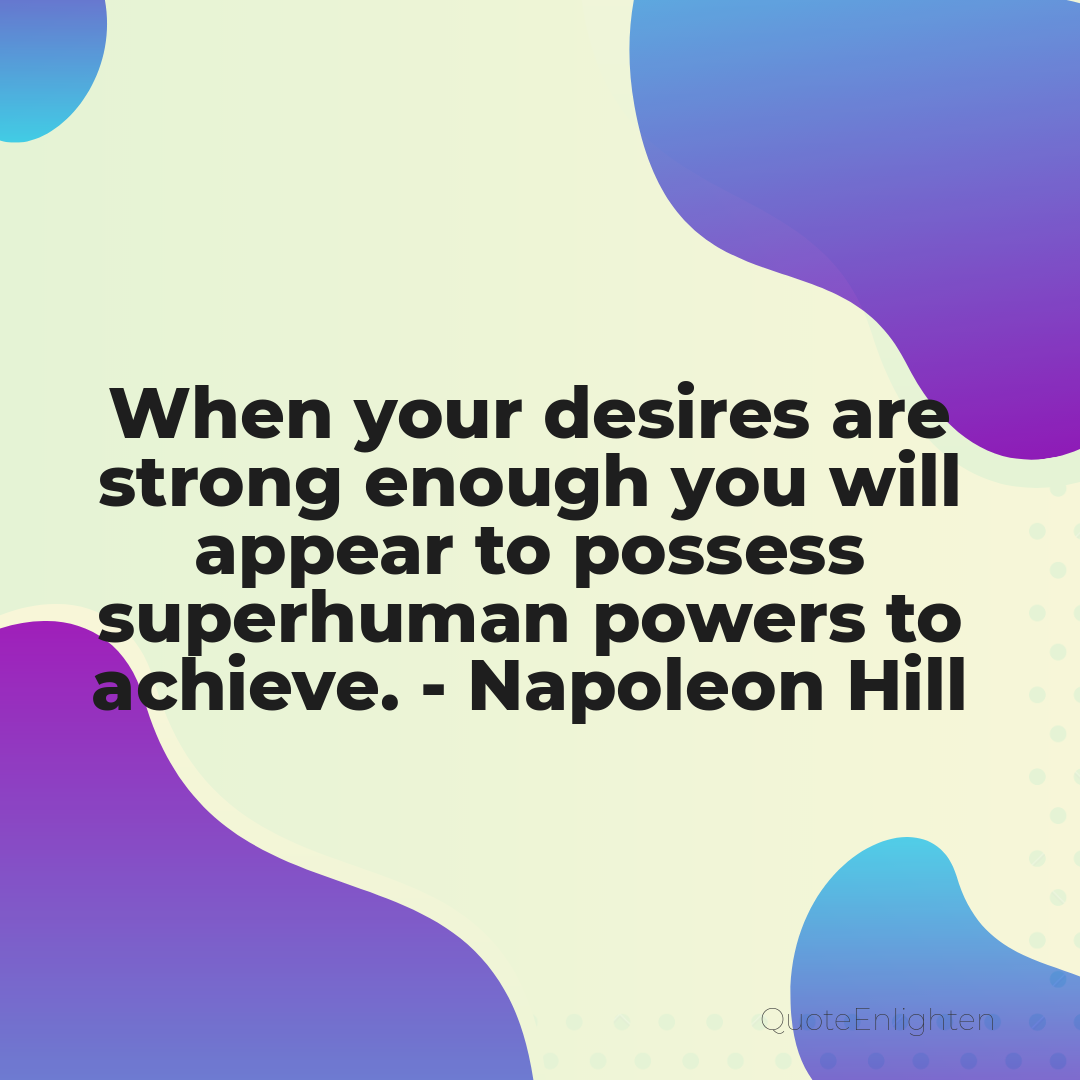 When your desires are
strong enough you will
appear to possess
superhuman powers to
achieve. - Napoleon Hill
QuoteEnlighten